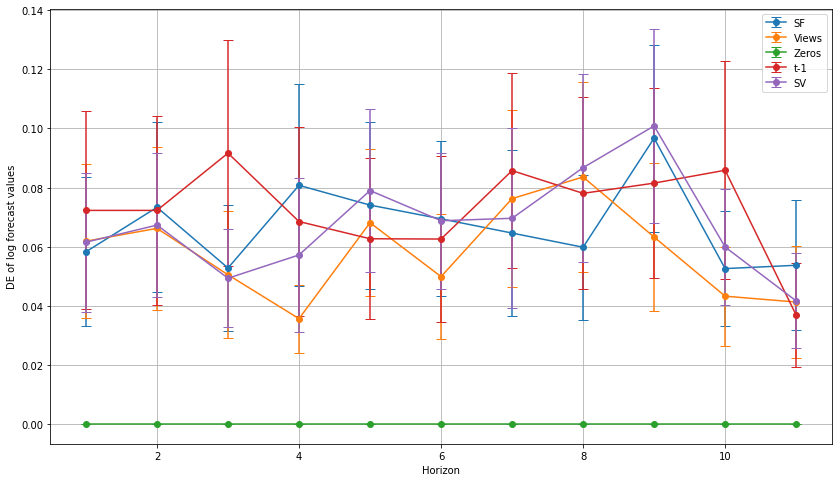 0.14
0.12
0.10
0.08
0.06
0.04
0.02
0.00
DE of log forecast values
2
4
6
8
10
Horizon
SF
Views
Zeros
t-1
SV